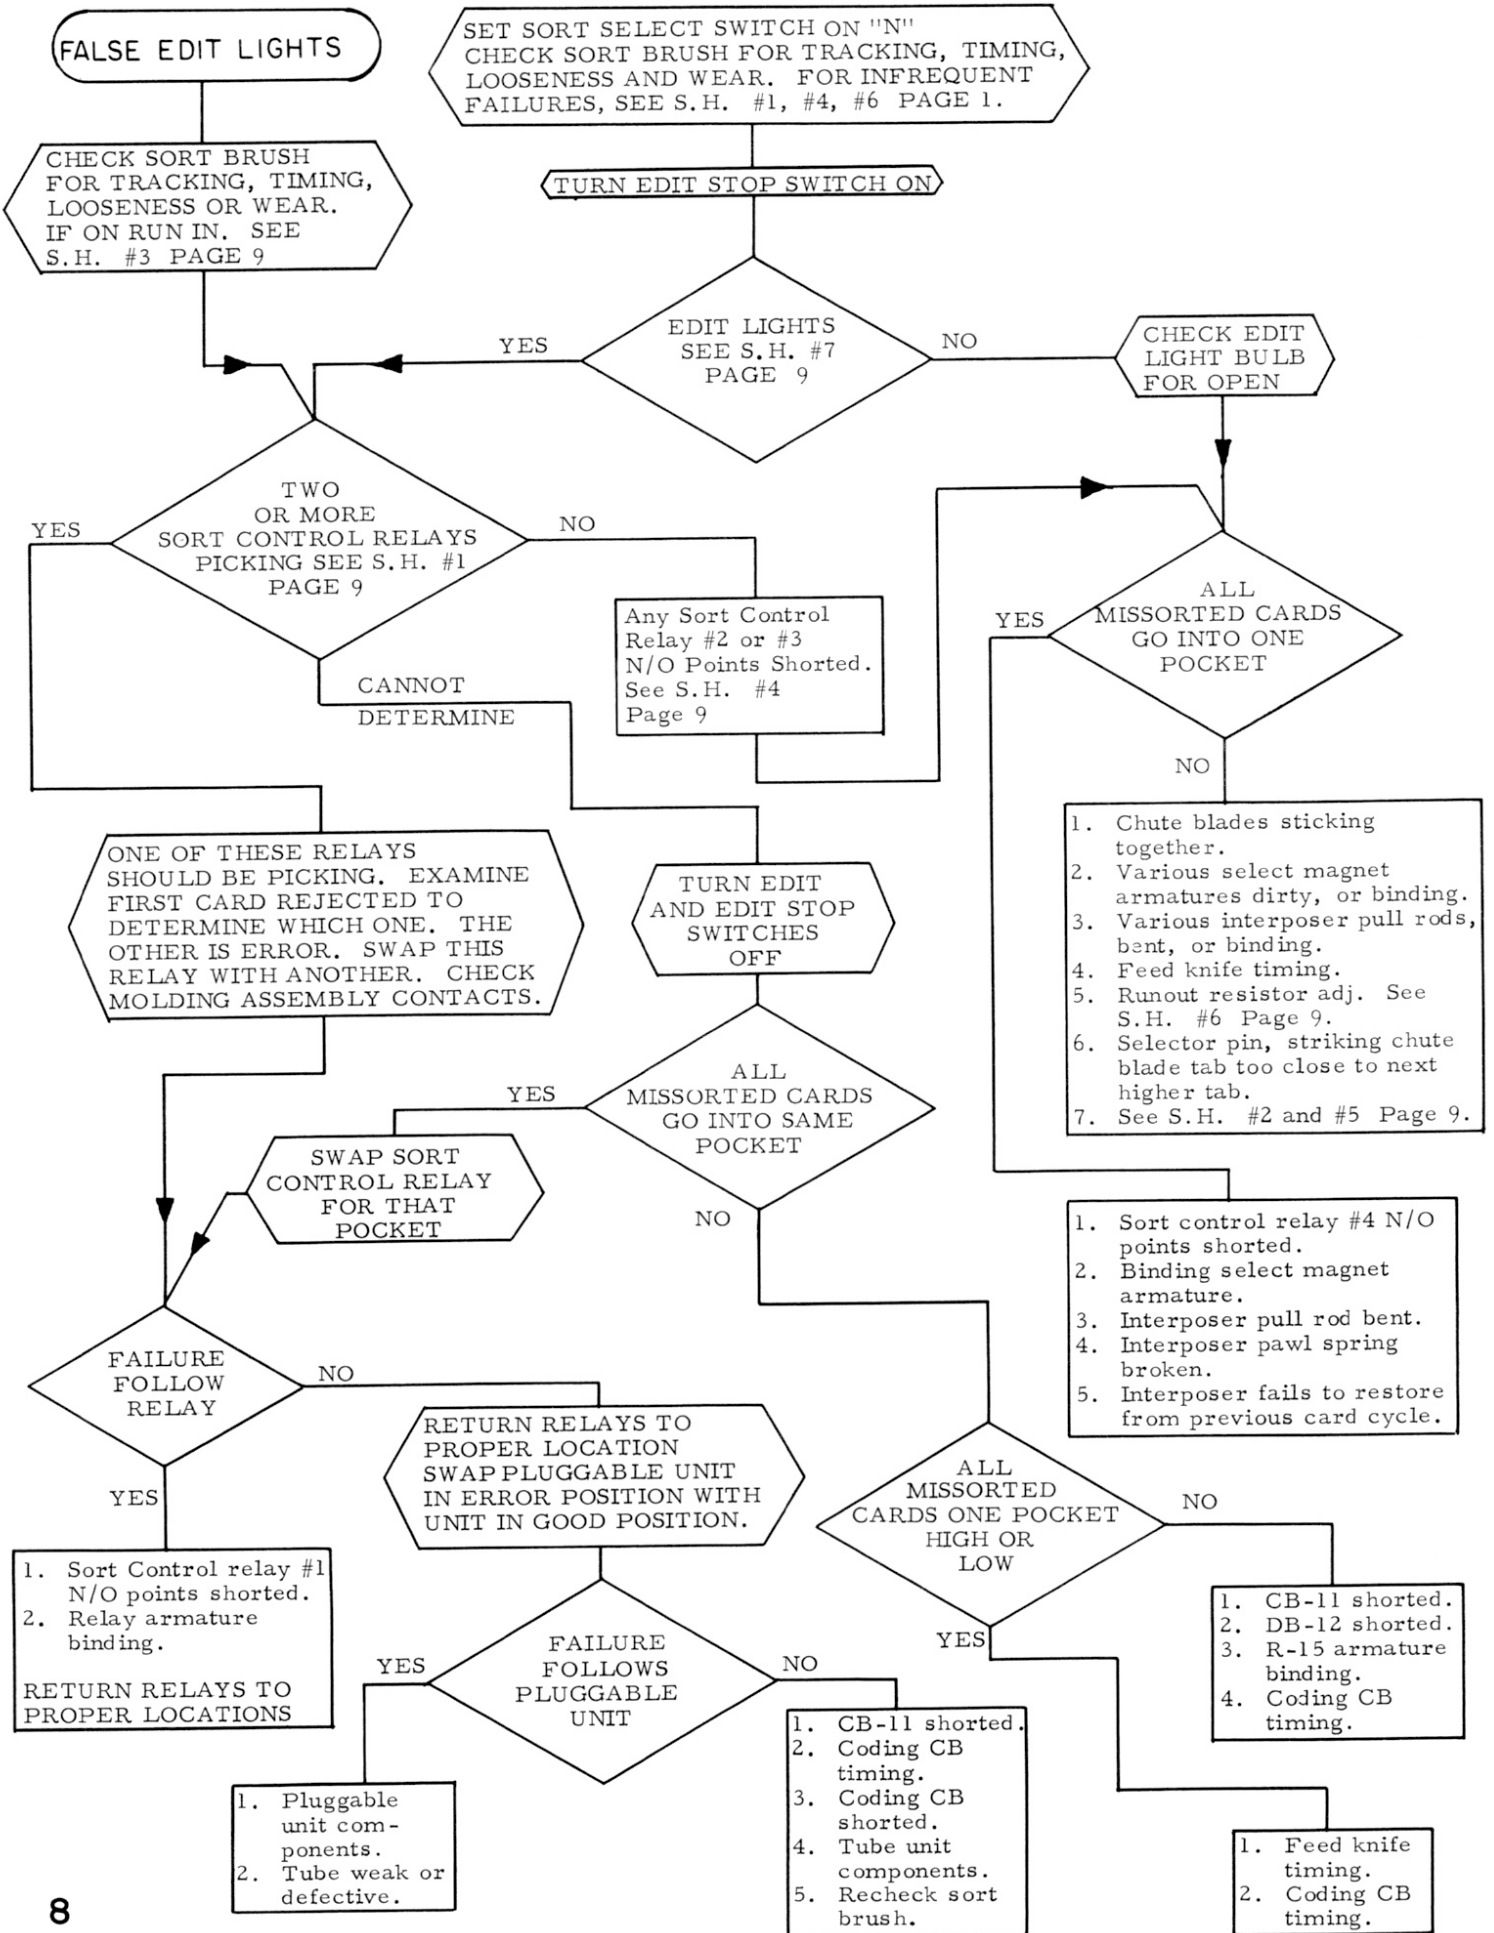 FALSE EDIT LIGHTS
SET SORT SELECT SWITCH ON "N"
CHECK SORT BRUSH FOR TRACKING, TIMING,
LOOSENESS AND WEAR. FOR INFREQUENT
FAILURES, SEE S.H. #1, #4, #6 PAGE 1.
CHECK SORT BRUSH
FOR TRACKING, TIMING,
LOOSENESS OR WEAR.
IF ON RUN IN. SEE
S.H. #3 PAGE 9
TURN EDIT STOP SWITCH ON
EDIT LIGHTS
SEE S.H. #7
PAGE 9
YES
NO
CHECK EDIT
LIGHT BULB
FOR OPEN
TWO
OR MORE
SORT CONTROL RELAYS
PICKING SEE S.H. #1
PAGE 9
YES
NO
CANNOT
DETERMINE
Any Sort Control
Relay #2 or #3
N/O Points Shorted.
See S.H. #4
Page 9
ALL
MISSORTED CARDS
GO INTO ONE
POCKET
YES
NO
1. Chute blades sticking
together.
2. Various select magnet
armatures dirty, or binding.
3. Various interposer pull rods,
bent, or binding.
4. Feed knife timing.
5. Runout resistor adj. See
S.H. #6 Page 9.
6. Selector pin, striking chute
blade tab too close to next
higher tab.
7. See S.H. #2 and #5 Page 9.
ONE OF THESE RELAYS
SHOULD BE PICKING. EXAMINE
FIRST CARD REJECTED TO
DETERMINE WHICH ONE. THE
OTHER IS ERROR. SWAP THIS
RELAY WITH ANOTHER. CHECK
MOLDING ASSEMBLY CONTACTS.
TURN EDIT
AND EDIT STOP
SWITCHES
OFF
ALL
MISSORTED CARDS
GO INTO SAME
POCKET
YES
NO
SWAP SORT
CONTROL RELAY
FOR THAT
POCKET
1. Sort control relay #4 N/O
points shorted.
2. Binding select magnet
armature.
3. Interposer pull rod bent.
4. Interposer pawl spring
broken.
5. Interposer fails to restore
from previous card cycle.
FAILURE
FOLLOW
RELAY
NO
YES
RETURN RELAYS TO
PROPER LOCATION
SWAP PLUGGABLE UNIT
IN ERROR POSITION WITH
UNIT IN GOOD POSITION.
ALL
MISSORTED
CARDS ONE POCKET
HIGH OR
LOW
NO
YES
1. Sort Control relay #1
N/O points shorted.
2. Relay armature
binding.
RETURN RELAYS TO
PROPER LOCATIONS
FAILURE
FOLLOWS
PLUGGABLE
UNIT
YES
NO
1. CB-11 shorted.
2. DB-12 shorted.
3. R-15 armature
binding.
4. Coding CB
timing.
1. Pluggable
unit com-
ponents.
2. Tube weak or
defective.
1. CB-11 shorted.
2. Coding CB
timing.
3. Coding CB
shorted.
4. Tube unit
components.
5. Recheck sort
brush.
1. Feed knife
timing.
2. Coding CB
timing.
8